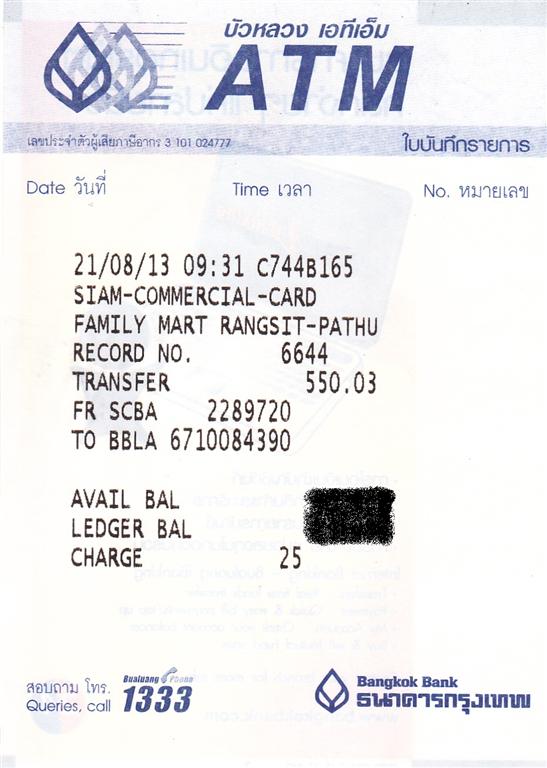 บัวหลวง เอทีเอ็ม
ATM
เลขประจำตัวผู้เสียภาษีอากร 3 101 024777
ใบบันทึกรายการ
Date วันที่ Time เวลา No. หมายเลข
21/08/13 09:31 C744B165
SIAM-COMMERCIAL-CARD
FAMILY MART RANGSIT-PATHU
RECORD NO. 6644
TRANSFER 550.03
FR SCBA 2289720
TO BBLA 6710084390
AVAIL BAL
LEDGER BAL
CHARGE 25
สอบถาม โทร.
Queries, call
Bualuang Phone
1333
Bangkok Bank
ธนาคารกรุงเทพ